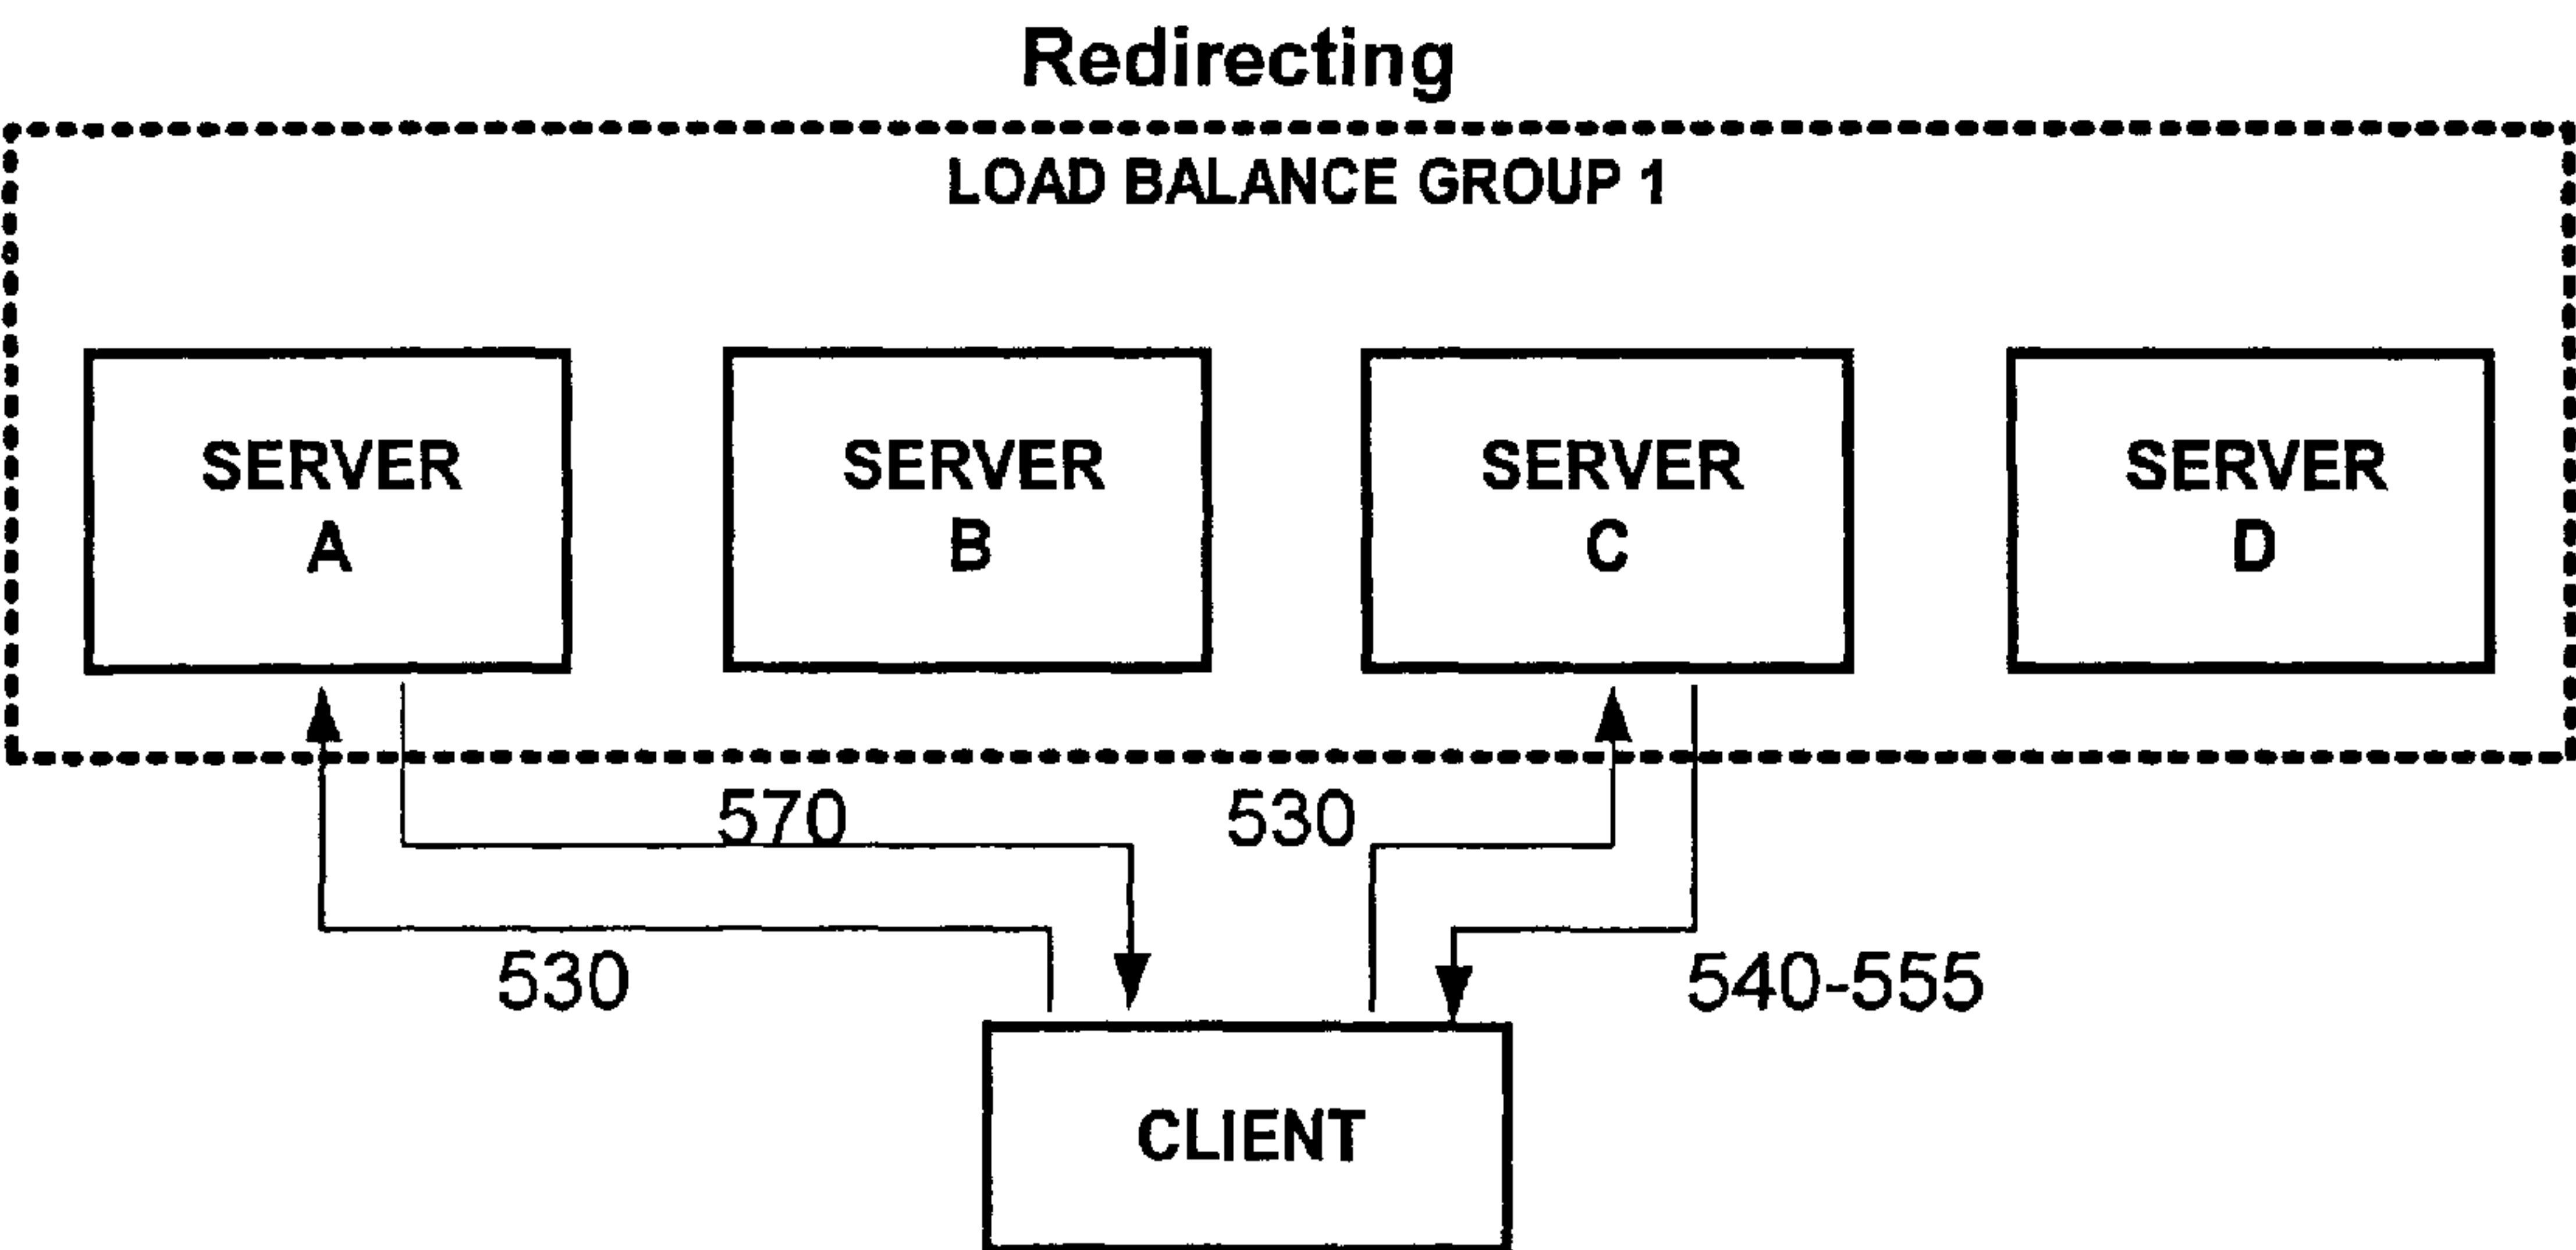 Redirecting
LOAD BALANCE GROUP 1
SERVER
A
SERVER
B
SERVER
C
SERVER
D
570
530
530
540-555
CLIENT